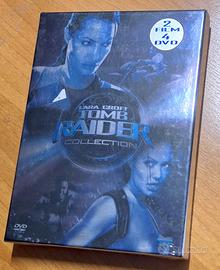 2
FILM
4
DVD
LARA CROFT
TOMB
RAIDER
COLLECTION
DVD